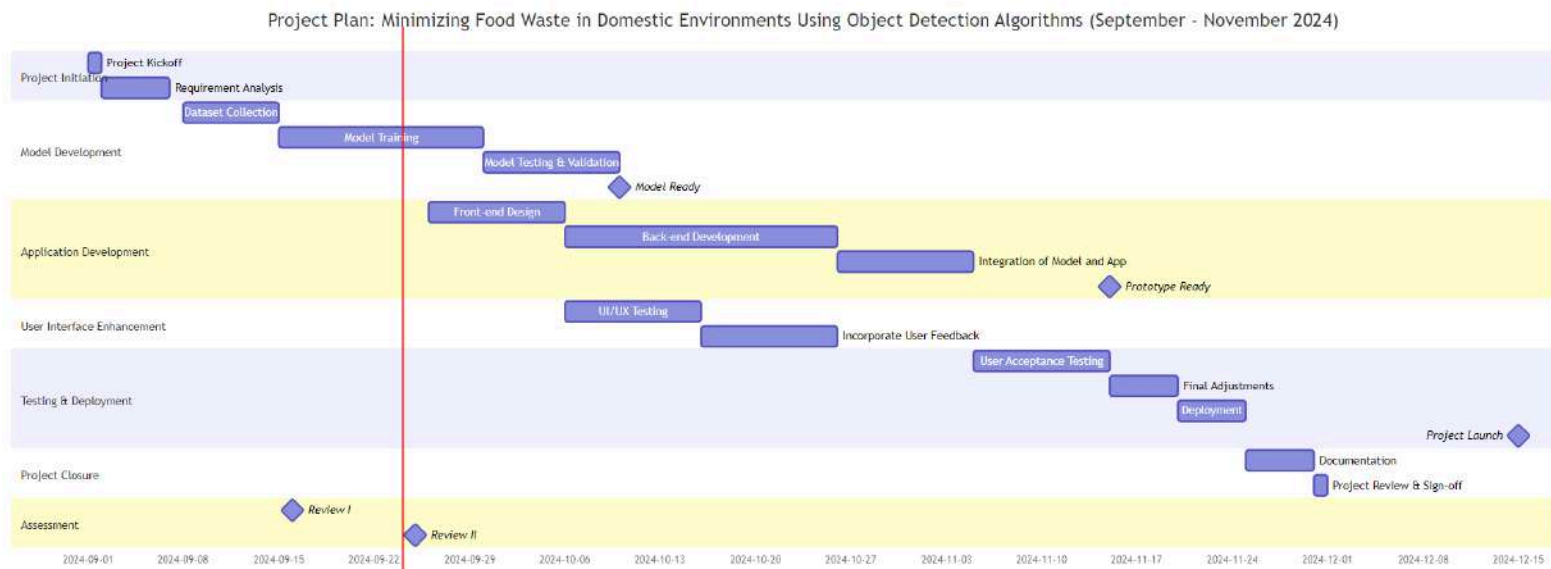 Project Plan: Minimizing Food Waste in Domestic Environments Using Object Detection Algorithms (September - November 2024)
Project Initiation
Project Kickoff
Requirement Analysis
Model Development
Dataset Collection
Model Training
Model Testing & Validation
Model Ready
Application Development
Front-end Design
Back-end Development
Integration of Model and App
Prototype Ready
User Interface Enhancement
UI/UX Testing
Incorporate User Feedback
Testing & Deployment
User Acceptance Testing
Final Adjustments
Deployment
Project Launch
Project Closure
Documentation
Project Review & Sign-off
Assessment
Review I
Review II
2024-09-01 2024-09-08 2024-09-15 2024-09-22 2024-09-29 2024-10-06 2024-10-13 2024-10-20 2024-10-27 2024-11-03 2024-11-10 2024-11-17 2024-11-24 2024-12-01 2024-12-08 2024-12-15